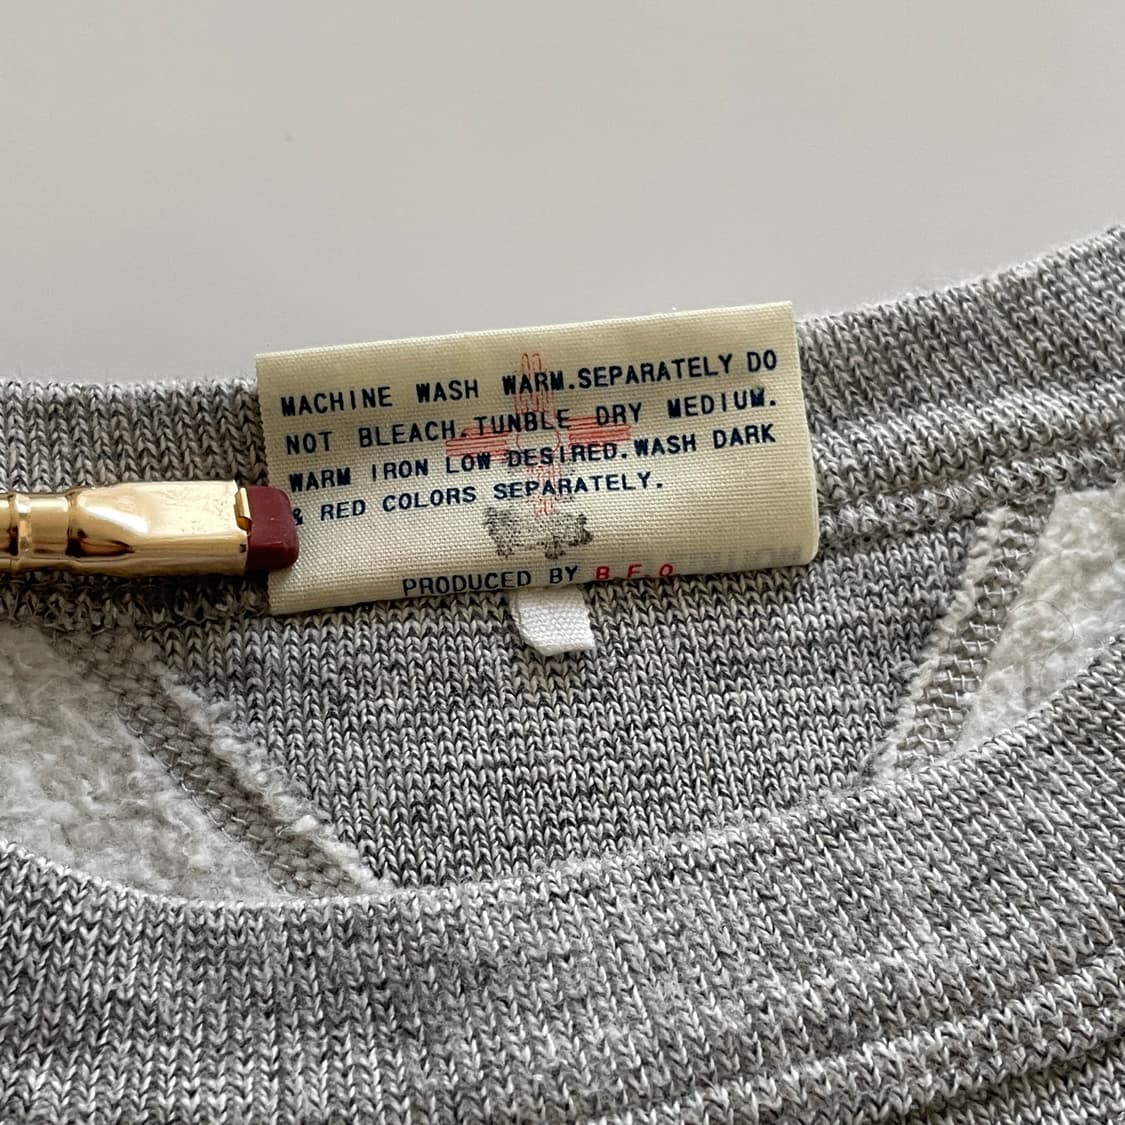 MACHINE WASH WARM.SEPARATELY DO
NOT BLEACH.TUNBLE DRY MEDIUM.
WARM IRON LOW DESIRED.WASH DARK
& RED COLORS SEPARATELY.
PRODUCED BY B.F.O